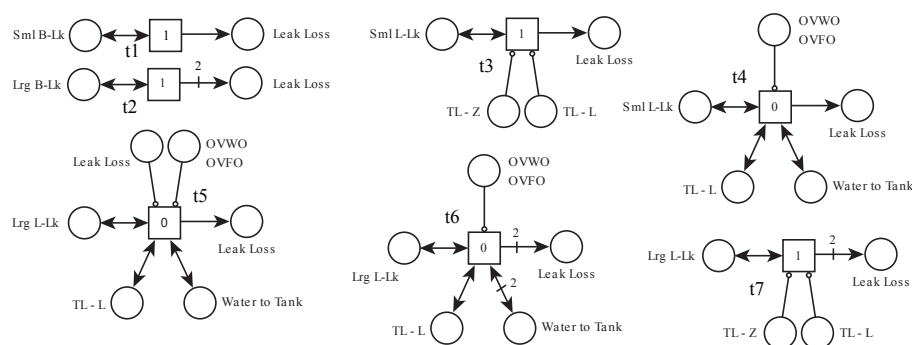 Sml B-Lk
t1
1
Leak Loss
Lrg B-Lk
t2
1
2
Leak Loss
Sml L-Lk
t3
1
Leak Loss
TL - Z
TL - L
OVWO
OVFO
t4
Sml L-Lk
0
Leak Loss
TL - L
Water to Tank
Leak Loss
OVWO
OVFO
t5
Lrg L-Lk
0
Leak Loss
TL - L
Water to Tank
OVWO
OVFO
t6
Lrg L-Lk
0
2
Leak Loss
2
TL - L
Water to Tank
Lrg L-Lk
1
2
t7
Leak Loss
TL - Z
TL - L